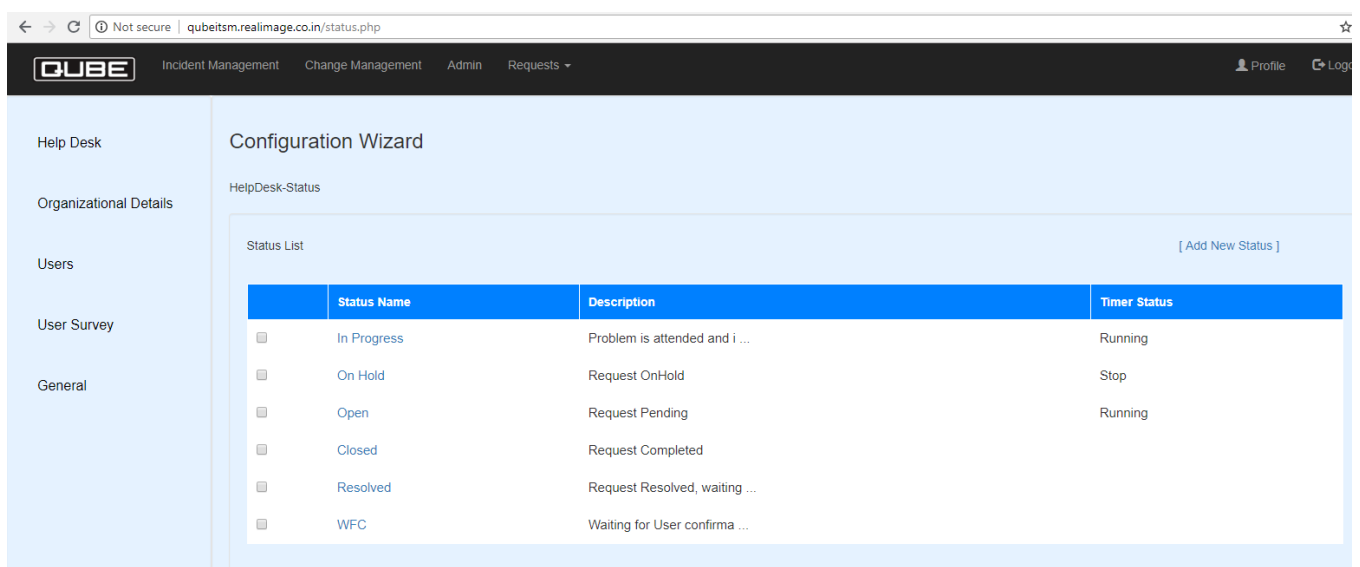 Not secure | qubeitsm.realimage.co.in/status.php
QUBE Incident Management Change Management Admin Requests Profile Logo
Help Desk
Organizational Details
Users
User Survey
General
Configuration Wizard
HelpDesk-Status
Status List [ Add New Status ]
Status Name Description Timer Status
In Progress Problem is attended and i ... Running
On Hold Request OnHold Stop
Open Request Pending Running
Closed Request Completed
Resolved Request Resolved, waiting ...
WFC Waiting for User confirma ...